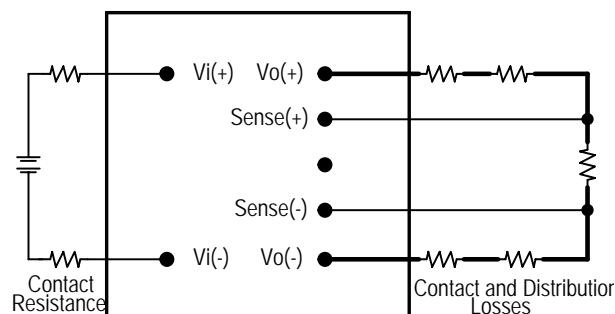 Vi(+) Vo(+)
Sense(+)
Sense(-)
Vi(-) Vo(-)
Contact
Resistance
Contact and Distribution
Losses